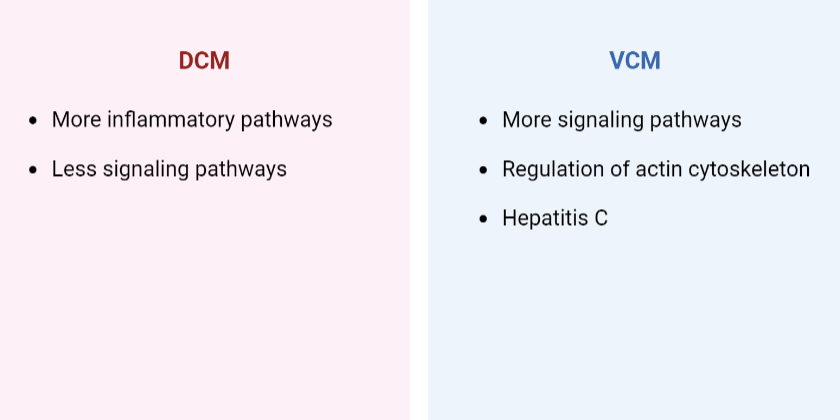 DCM
• More inflammatory pathways
• Less signaling pathways
VCM
• More signaling pathways
• Regulation of actin cytoskeleton
• Hepatitis C